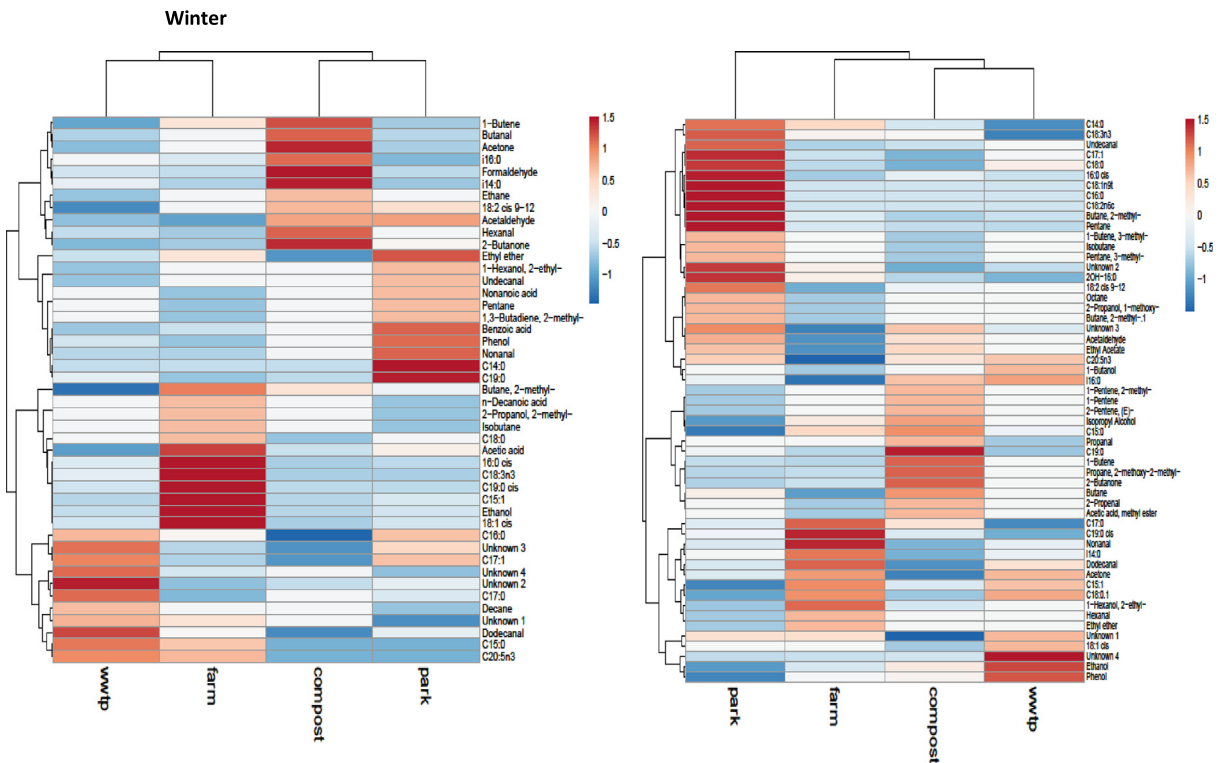 Winter
1-Butene
Butanal
Acetone
i16:0
Formaldehyde
i14:0
Ethane
18:2 cis 9-12
Acetaldehyde
Hexanal
2-Butanone
Ethyl ether
1-Hexanol, 2-ethyl-
Undecanal
Nonanoic acid
Pentane
1,3-Butadiene, 2-methyl-
Benzoic acid
Phenol
Nonanal
C14:0
C19:0
Butane, 2-methyl-
n-Decanoic acid
2-Propanol, 2-methyl-
Isobutane
C18:0
Acetic acid
16:0 cis
C18:3n3
C19:0 cis
C15:1
Ethanol
18:1 cis
C16:0
Unknown 3
C17:1
Unknown 4
Unknown 2
C17:0
Decane
Unknown 1
Dodecanal
C15:0
C20:5n3
1.5
1
0.5
0
-0.5
-1
wwtp
farm
compost
park
C14:0
C18:3n3
Undecanal
C17:1
C18:0
16:0 cis
C18:1n9t
C16:0
C18:2n6c
Butane, 2-methyl-
Pentane
1-Butene, 3-methyl-
Isobutane
Pentane, 3-methyl-
Unknown 2
2OH-16:0
18:2 cis 9-12
Octane
2-Propanol, 1-methoxy-
Butane, 2-methyl-.1
Unknown 3
Acetaldehyde
Ethyl Acetate
C20:5n3
1-Butanol
i16:0
1-Pentene, 2-methyl-
1-Pentene
2-Pentene, (E)-
Isopropyl Alcohol
C15:0
Propanal
C19:0
1-Butene
Propane, 2-methoxy-2-methyl-
2-Butanone
Butane
2-Propenal
Acetic acid, methyl ester
C17:0
C19:0 cis
Nonanal
i14:0
Dodecanal
Acetone
C15:1
C18:0.1
1-Hexanol, 2-ethyl-
Hexanal
Ethyl ether
Unknown 1
18:1 cis
Unknown 4
Ethanol
Phenol
1.5
1
0.5
0
-0.5
-1
park
farm
compost
wwtp